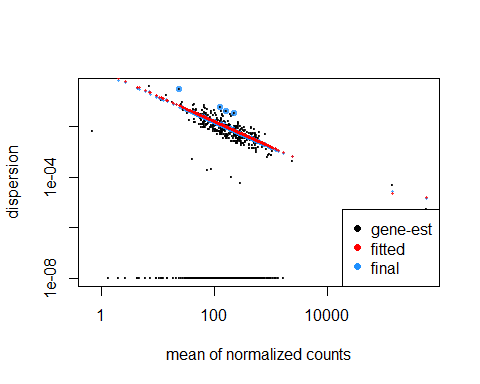 dispersion
1e-04
1e-08
gene-est
fitted
final
1
100
10000
mean of normalized counts